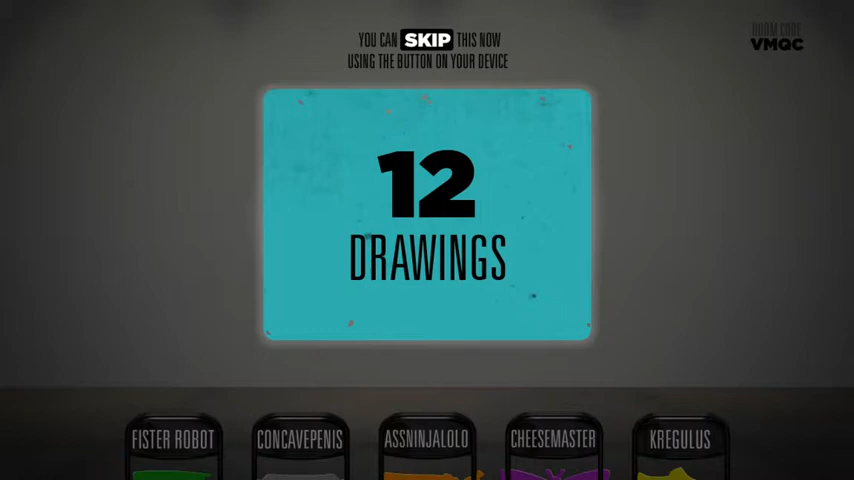 YOU CAN SKIP THIS NOW
USING THE BUTTON ON YOUR DEVICE
ROOM CODE
VMQC
12
DRAWINGS
FISTER ROBOT
CONCAVEPENIS
ASSNINJALOLO
CHEESEMASTER
KREGULUS